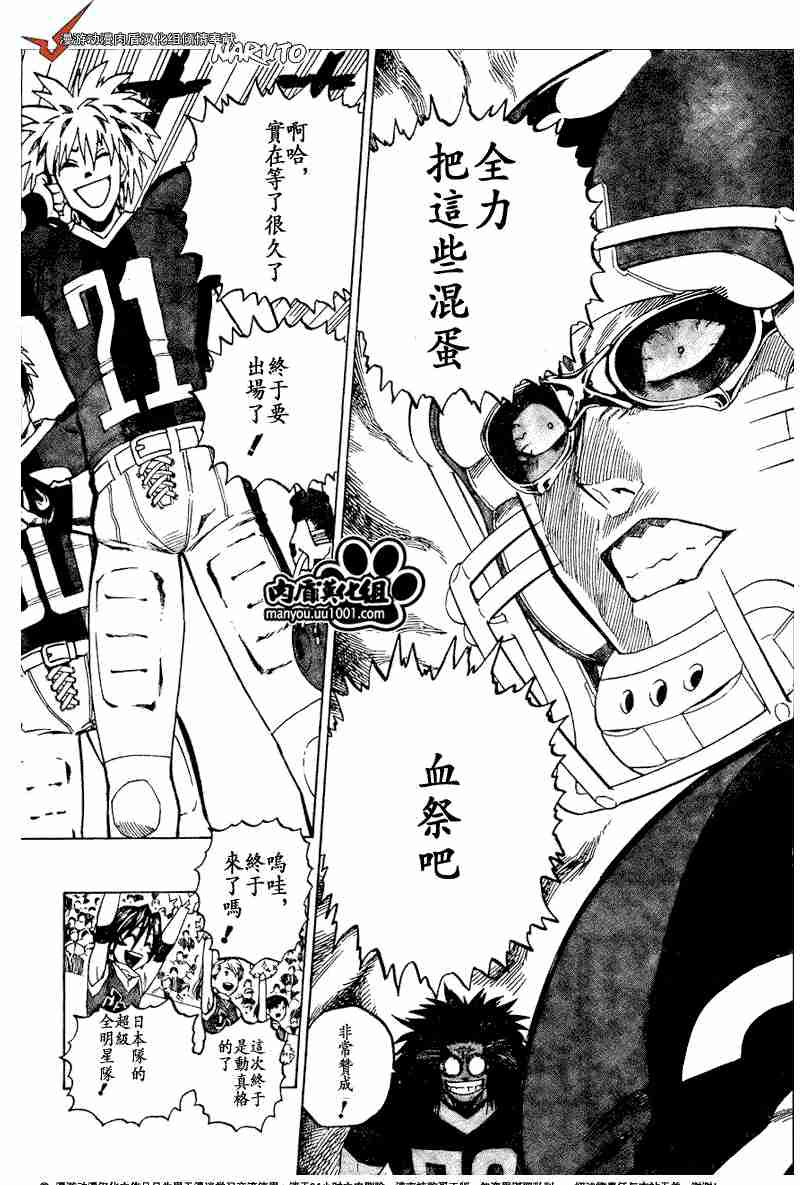 漫游动漫肉盾汉化组倾情奉献
NARUTO
全力
把這些混蛋
血祭吧
非常贊成！
啊哈，
實在等了很久了
終于要
出場了！
71
肉盾漢化組
manyou.uu1001.com
嗚哇，
終于
來了嗎！
這次終于
是動真格
的了
日本隊的
超級
全明星隊！